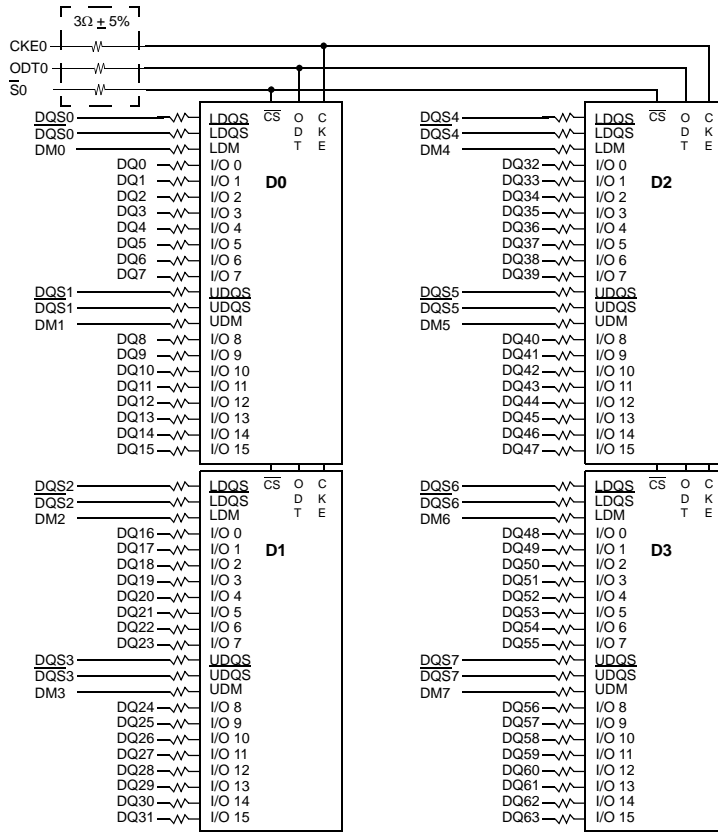 3Ω ± 5%
CKE0
ODT0
S̅0
DQS0 LDQS CS O C
DQS0 LDQS D K
DM0 LDM T E
DQ0 I/O 0
DQ1 I/O 1 D0
DQ2 I/O 2
DQ3 I/O 3
DQ4 I/O 4
DQ5 I/O 5
DQ6 I/O 6
DQ7 I/O 7
DQS1 UDQS
DQS1 UDQS
DM1 UDM
DQ8 I/O 8
DQ9 I/O 9
DQ10 I/O 10
DQ11 I/O 11
DQ12 I/O 12
DQ13 I/O 13
DQ14 I/O 14
DQ15 I/O 15
DQS2 LDQS CS O C
DQS2 LDQS D K
DM2 LDM T E
DQ16 I/O 0
DQ17 I/O 1 D1
DQ18 I/O 2
DQ19 I/O 3
DQ20 I/O 4
DQ21 I/O 5
DQ22 I/O 6
DQ23 I/O 7
DQS3 UDQS
DQS3 UDQS
DM3 UDM
DQ24 I/O 8
DQ25 I/O 9
DQ26 I/O 10
DQ27 I/O 11
DQ28 I/O 12
DQ29 I/O 13
DQ30 I/O 14
DQ31 I/O 15
DQS4 LDQS CS O C
DQS4 LDQS D K
DM4 LDM T E
DQ32 I/O 0
DQ33 I/O 1 D2
DQ34 I/O 2
DQ35 I/O 3
DQ36 I/O 4
DQ37 I/O 5
DQ38 I/O 6
DQ39 I/O 7
DQS5 UDQS
DQS5 UDQS
DM5 UDM
DQ40 I/O 8
DQ41 I/O 9
DQ42 I/O 10
DQ43 I/O 11
DQ44 I/O 12
DQ45 I/O 13
DQ46 I/O 14
DQ47 I/O 15
DQS6 LDQS CS O C
DQS6 LDQS D K
DM6 LDM T E
DQ48 I/O 0
DQ49 I/O 1 D3
DQ50 I/O 2
DQ51 I/O 3
DQ52 I/O 4
DQ53 I/O 5
DQ54 I/O 6
DQ55 I/O 7
DQS7 UDQS
DQS7 UDQS
DM7 UDM
DQ56 I/O 8
DQ57 I/O 9
DQ58 I/O 10
DQ59 I/O 11
DQ60 I/O 12
DQ61 I/O 13
DQ62 I/O 14
DQ63 I/O 15